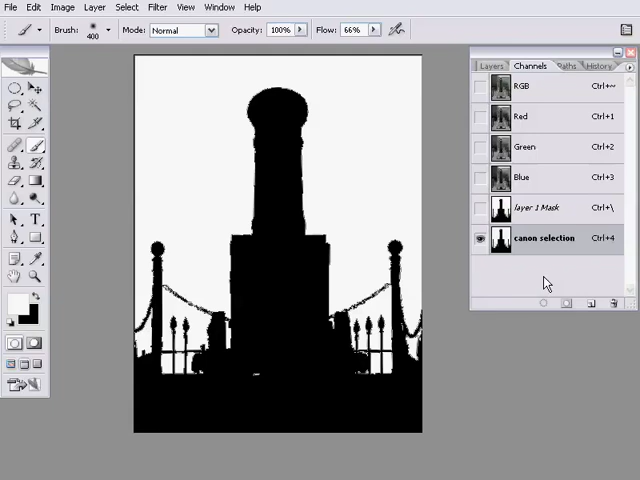 File Edit Image Layer Select Filter View Window Help
Brush: 400 Mode: Normal Opacity: 100% Flow: 66%
Layers Channels Paths History
RGB Ctrl+~
Red Ctrl+1
Green Ctrl+2
Blue Ctrl+3
layer 1 Mask Ctrl+\
canon selection Ctrl+4
T